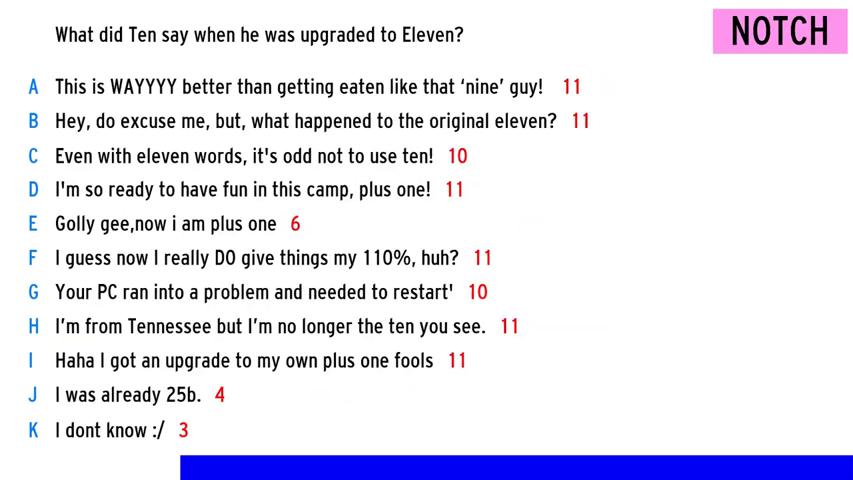 What did Ten say when he was upgraded to Eleven?
NOTCH
A This is WAYYYY better than getting eaten like that ‘nine’ guy! 11
B Hey, do excuse me, but, what happened to the original eleven? 11
C Even with eleven words, it's odd not to use ten! 10
D I'm so ready to have fun in this camp, plus one! 11
E Golly gee,now i am plus one 6
F I guess now I really DO give things my 110%, huh? 11
G Your PC ran into a problem and needed to restart' 10
H I’m from Tennessee but I’m no longer the ten you see. 11
I Haha I got an upgrade to my own plus one fools 11
J I was already 25b. 4
K I dont know :/ 3